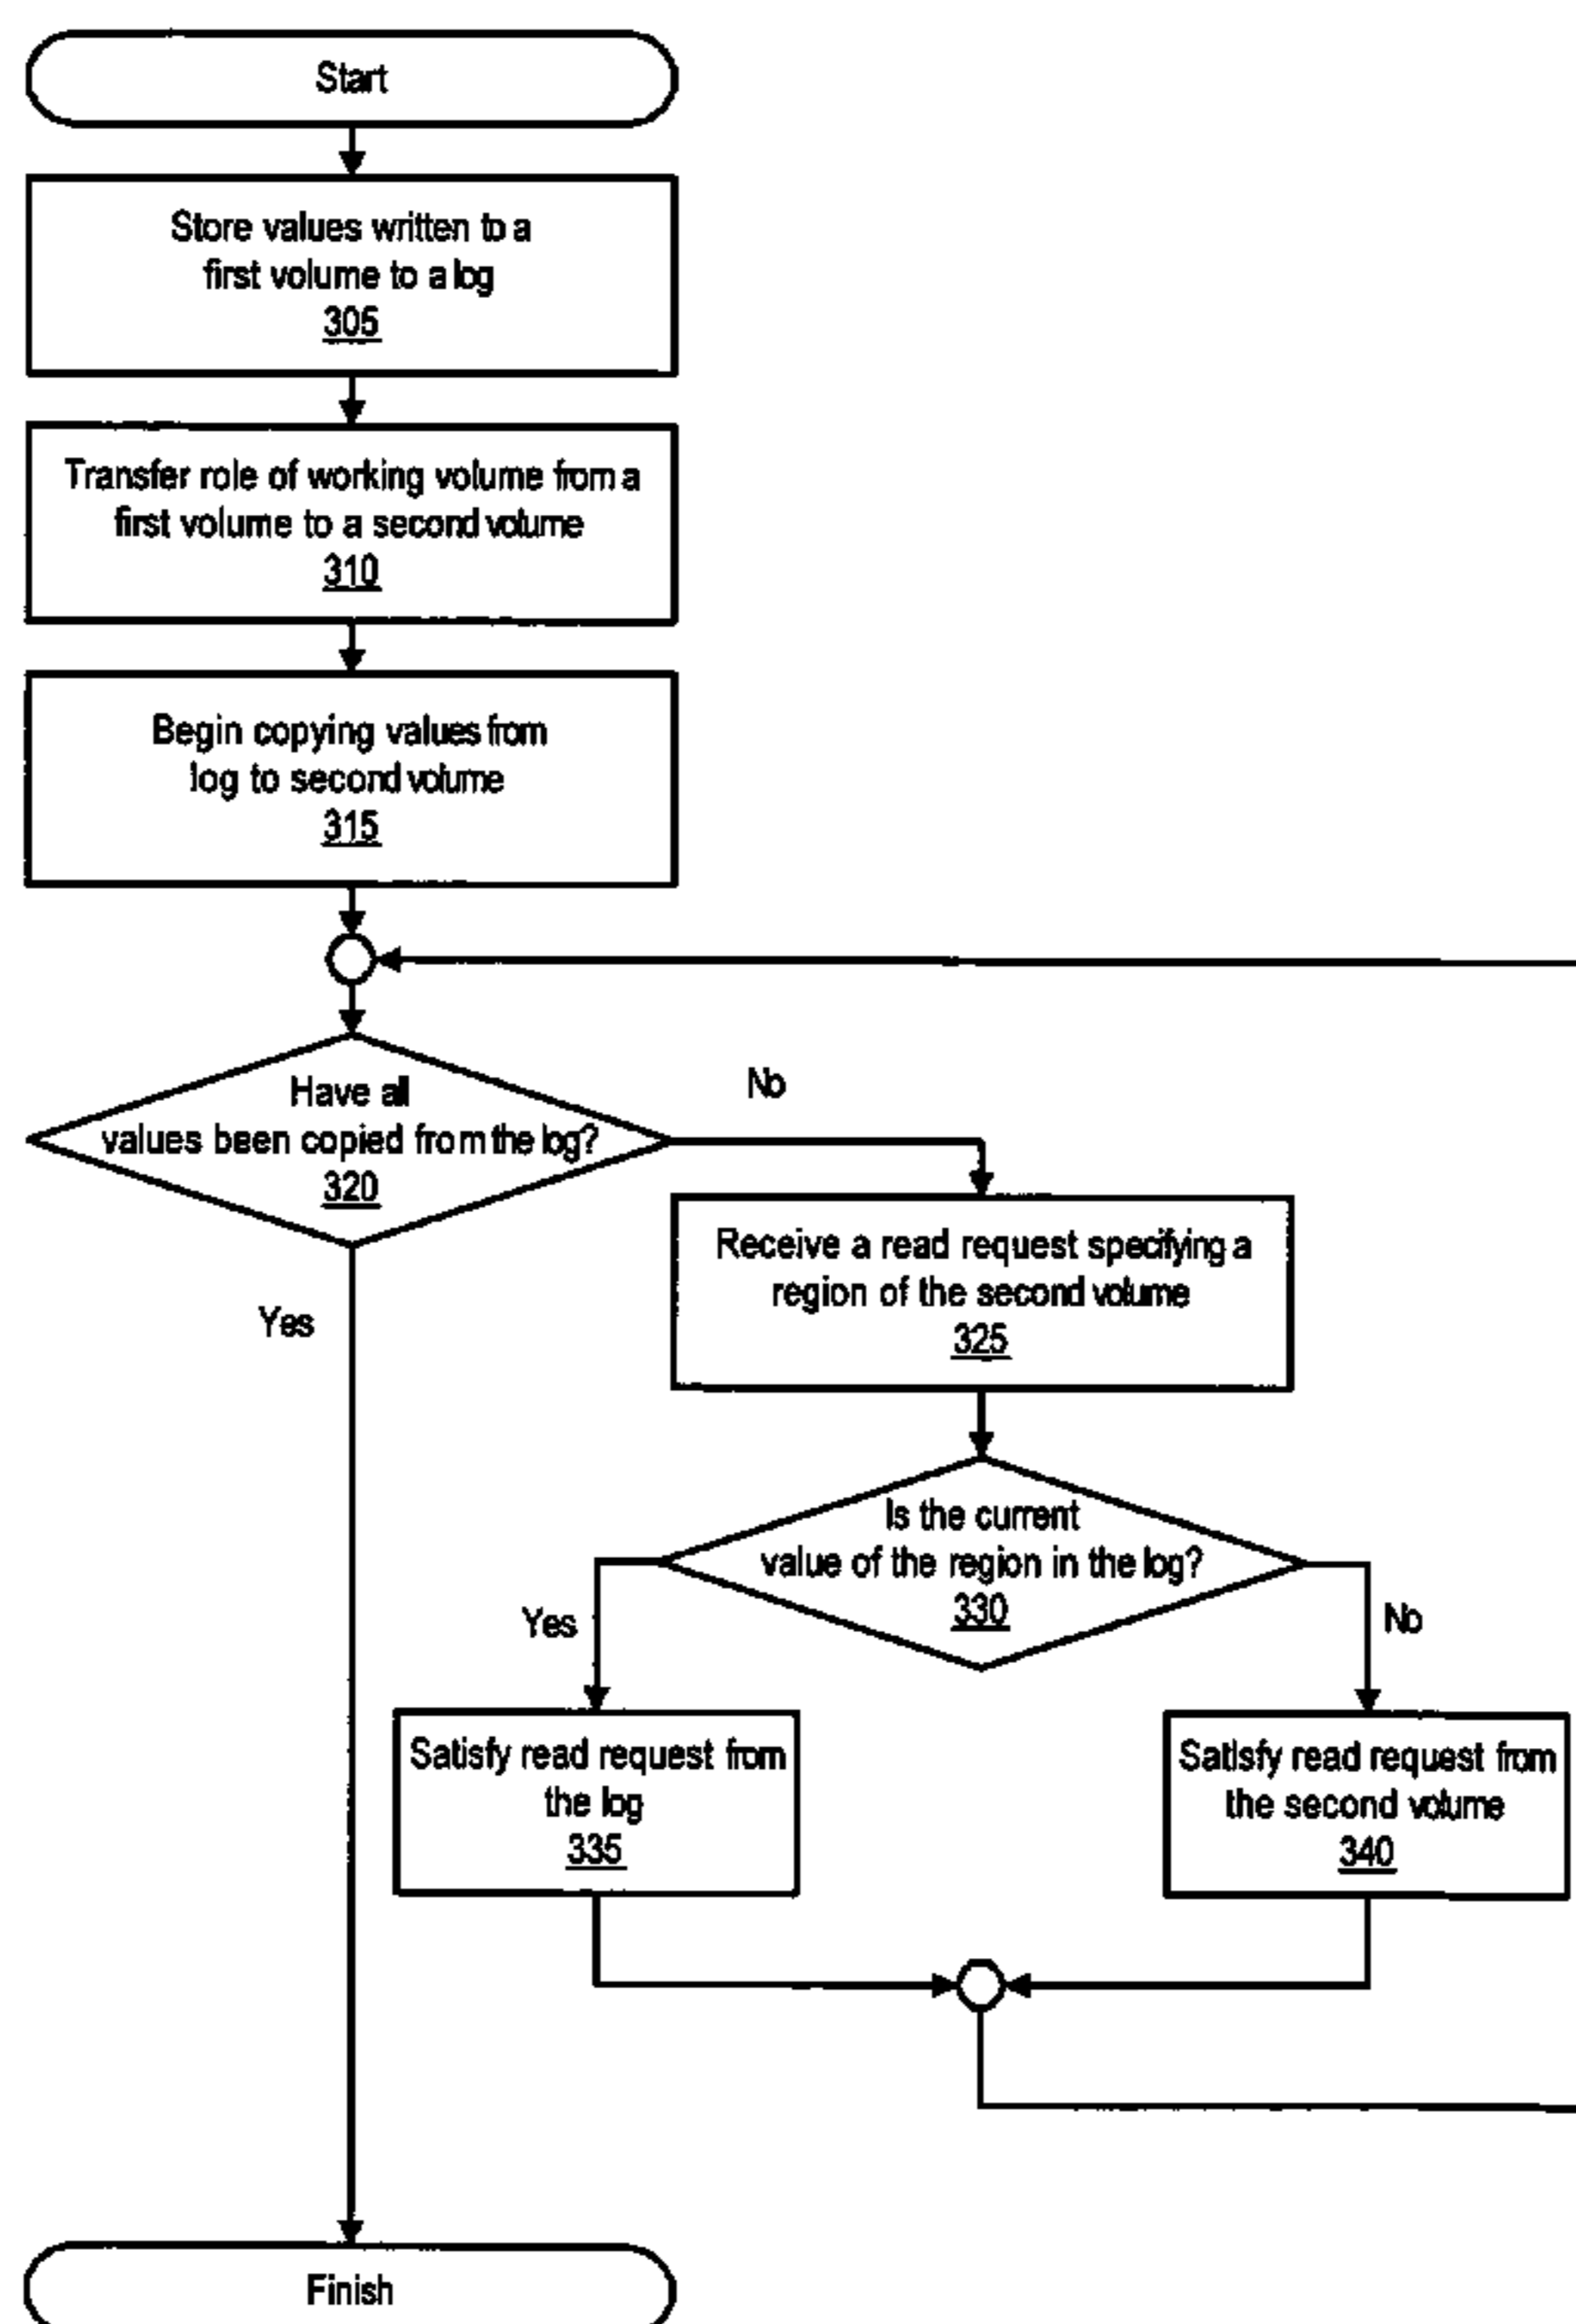 Start
Store values written to a
first volume to a log
305
Transfer role of working volume from a
first volume to a second volume
310
Begin copying values from
log to second volume
315
Have all
values been copied from the log?
320
No
Yes
Receive a read request specifying a
region of the second volume
325
Is the current
value of the region in the log?
330
Yes
No
Satisfy read request from
the log
335
Satisfy read request from
the second volume
340
Finish